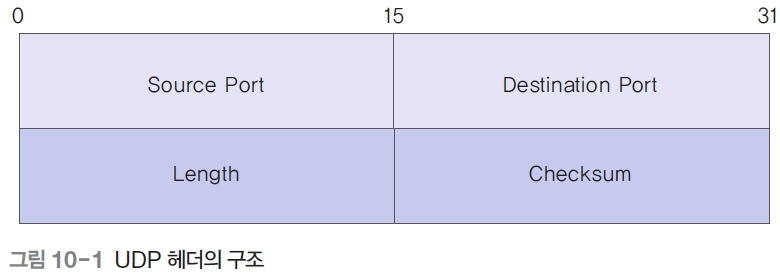 0 15 31
Source Port Destination Port
Length Checksum
그림 10-1 UDP 헤더의 구조